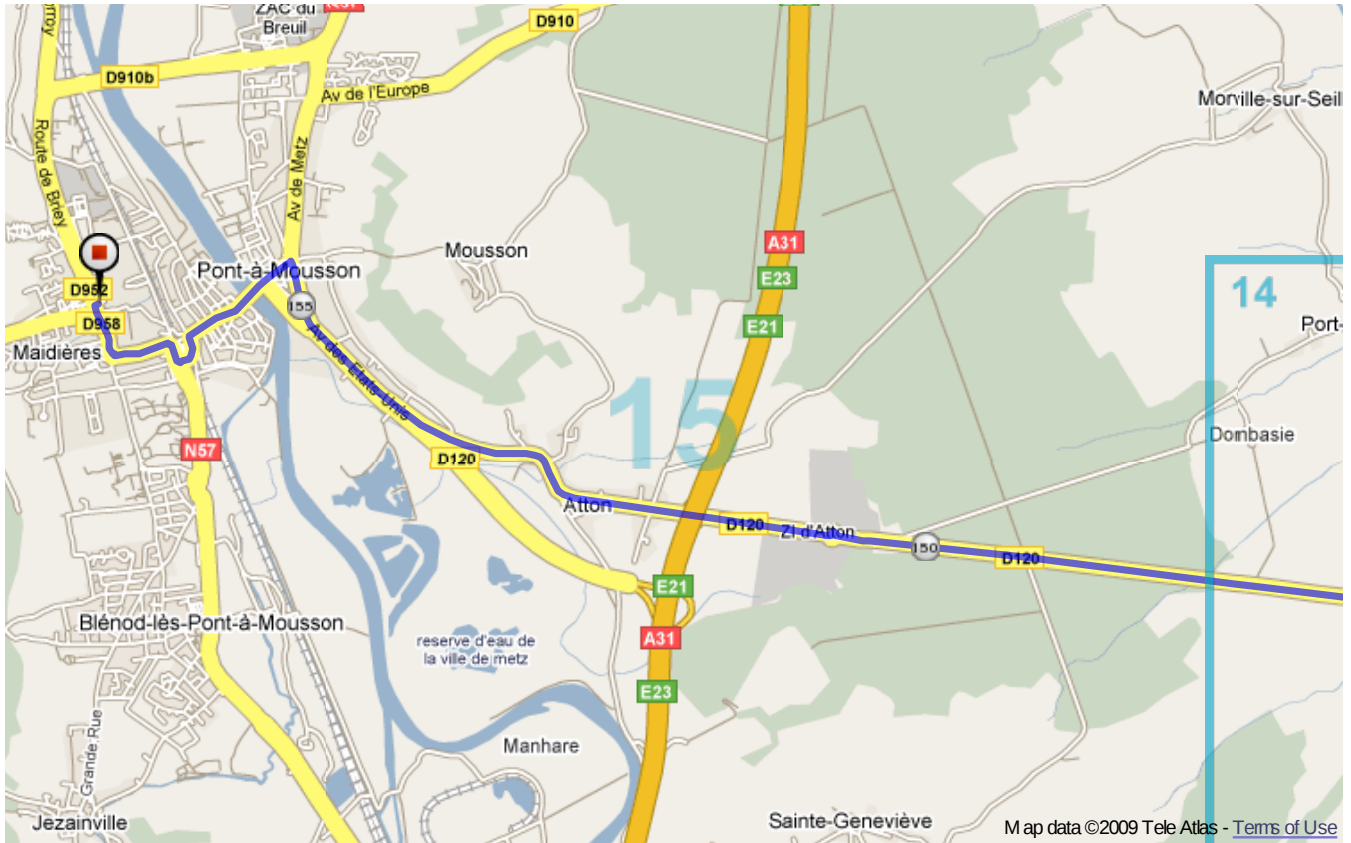 ZAC du
Breuil
N57
D910
D910b
Av de l'Europe
Morville-sur-Seil
Route de Briey
Av de Metz
A31
Mousson
Pont-à-Mousson
E23
D952
14
155
D958
E21
Port-
Maidières
Av des Etats-Unis
15
Dombasie
N57
D120
Atton
D120
Zi d'Atton
150
D120
E21
Blénod-lès-Pont-à-Mousson
A31
reserve d'eau de
la ville de metz
E23
Grande Rue
Manhare
Jezainville
Sainte-Geneviève
Map data ©2009 Tele Atlas - Terms of Use